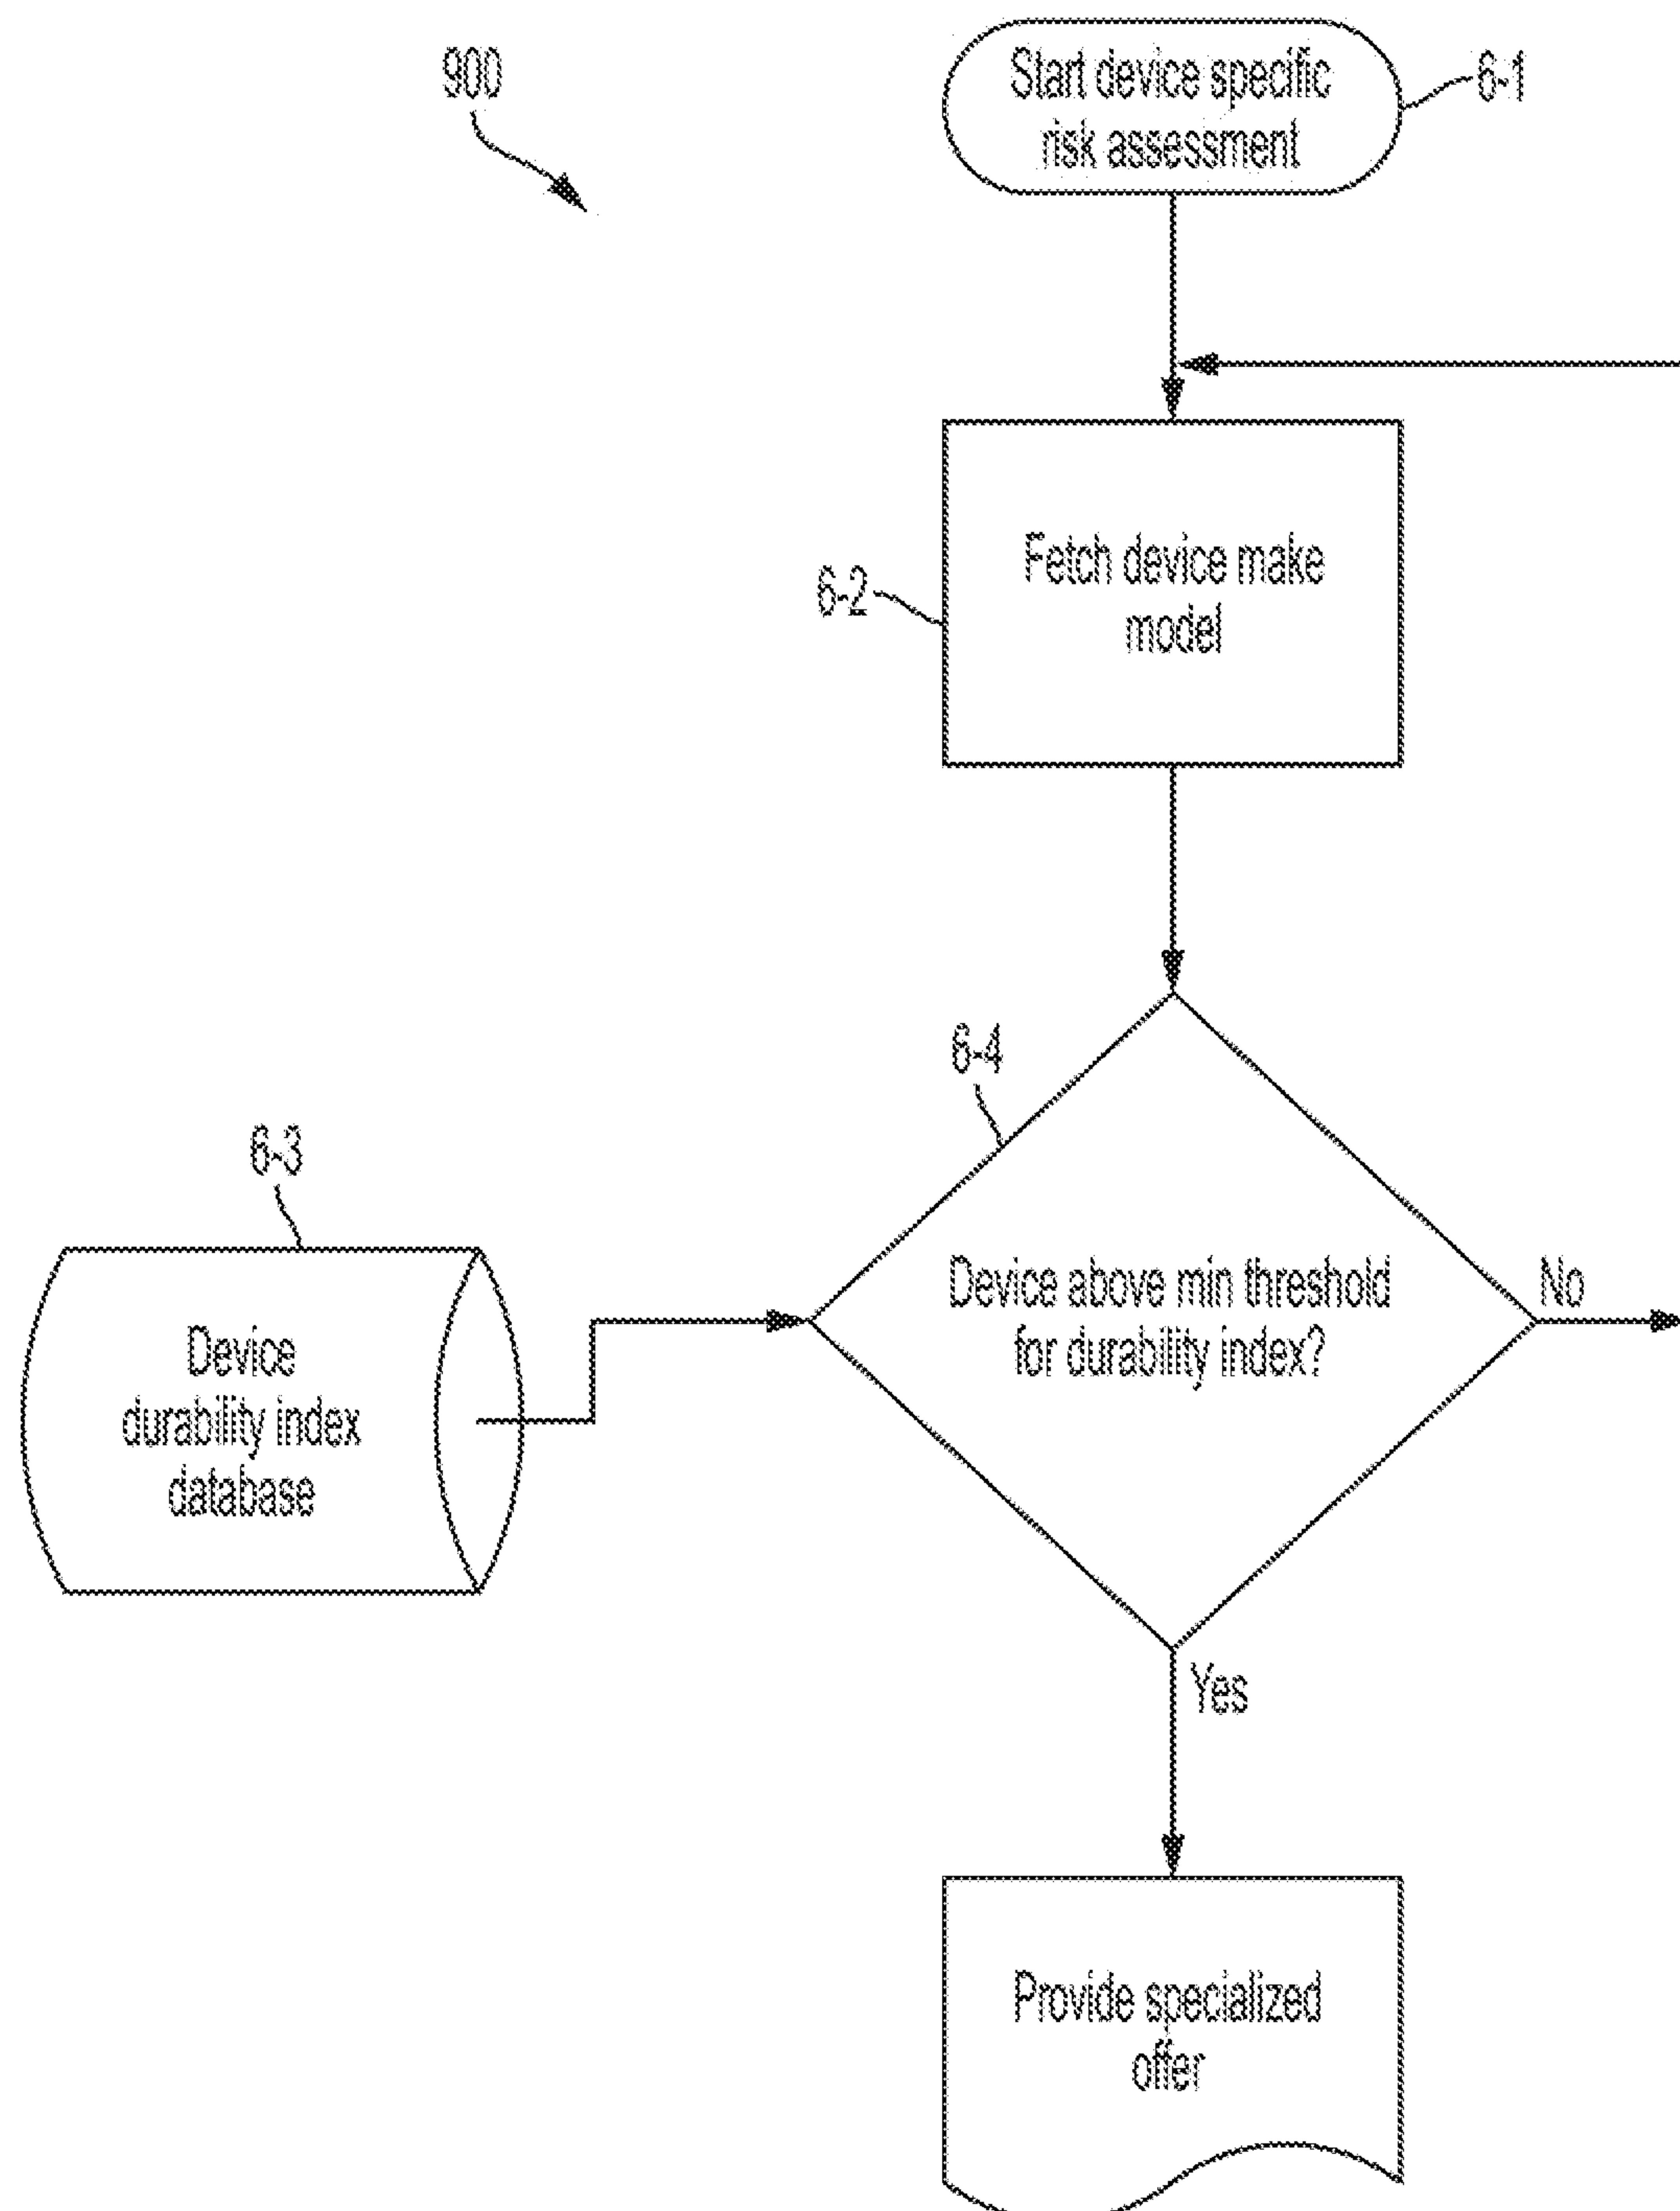 900
Start device specific
risk assessment
6-1
Fetch device make
model
6-2
6-4
6-3
Device above min threshold
for durability index?
No
Device
durability index
database
Yes
Provide specialized
offer